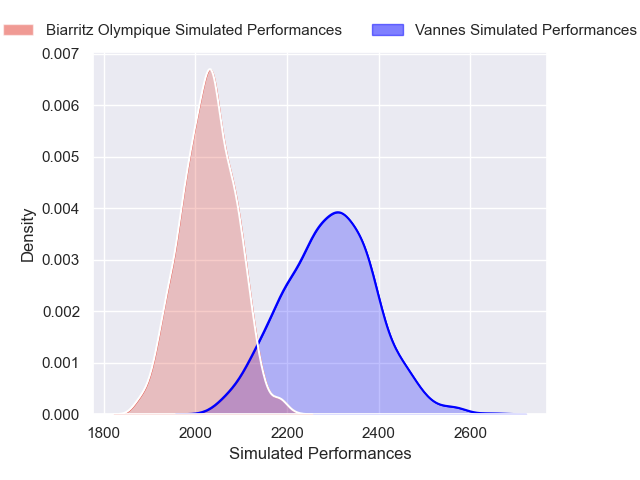 Biarritz Olympique Simulated Performances Vannes Simulated Performances
0.007
0.006
0.005
0.004
0.003
0.002
0.001
0.000
Density
1800 2000 2200 2400 2600
Simulated Performances